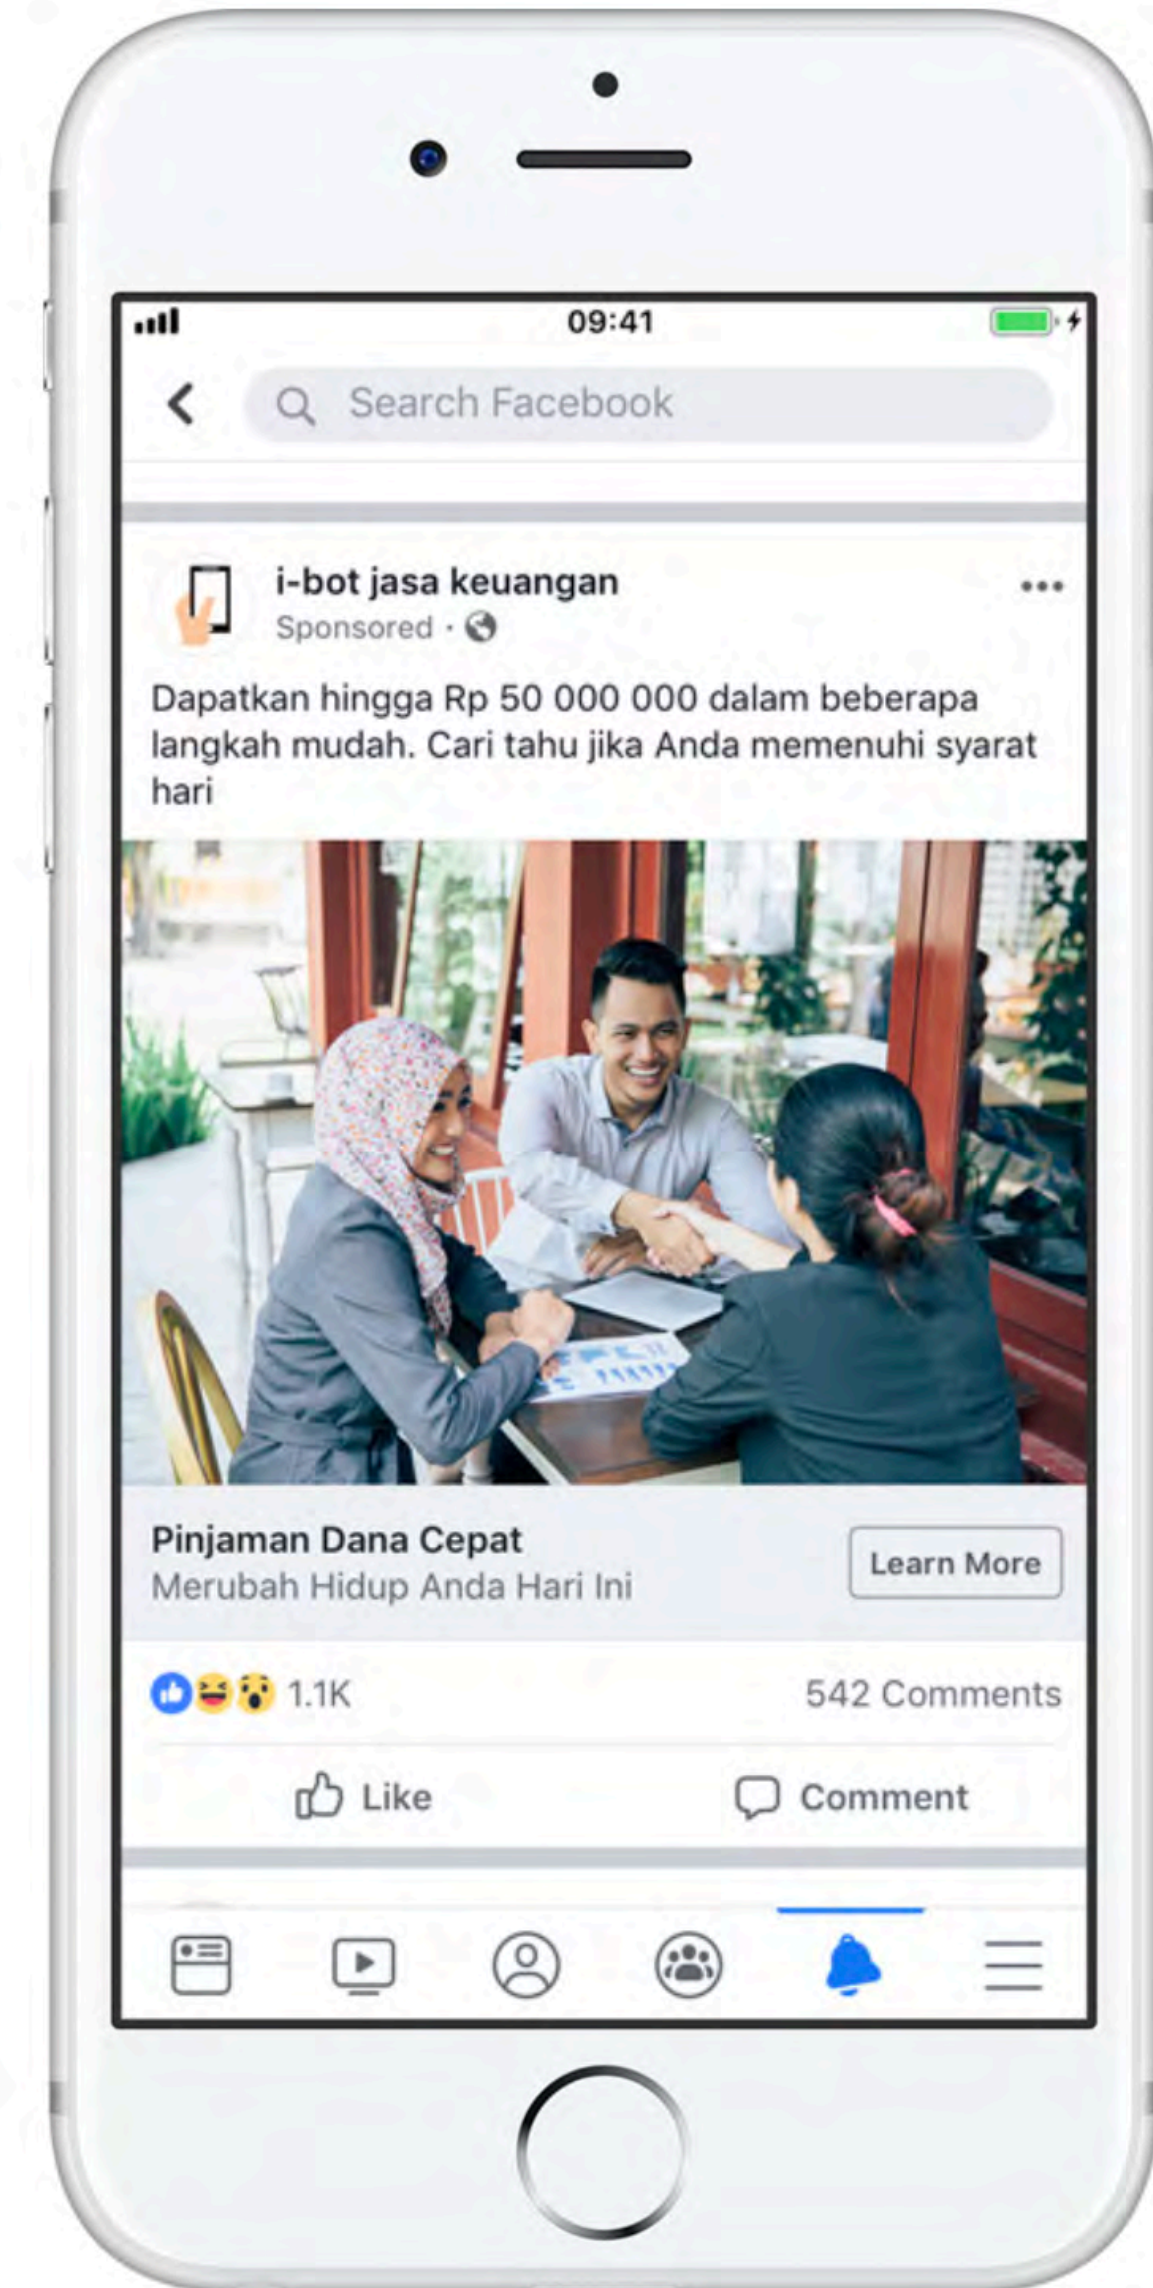 09:41
Search Facebook
i-bot jasa keuangan
Sponsored ·
Dapatkan hingga Rp 50 000 000 dalam beberapa
langkah mudah. Cari tahu jika Anda memenuhi syarat
hari
Pinjaman Dana Cepat
Merubah Hidup Anda Hari Ini
Learn More
1.1K
542 Comments
Like
Comment